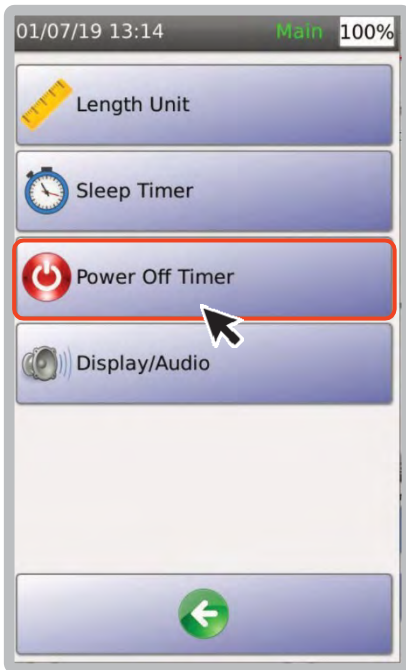 01/07/19 13:14 Main 100%
Length Unit
Sleep Timer
Power Off Timer
Display/Audio